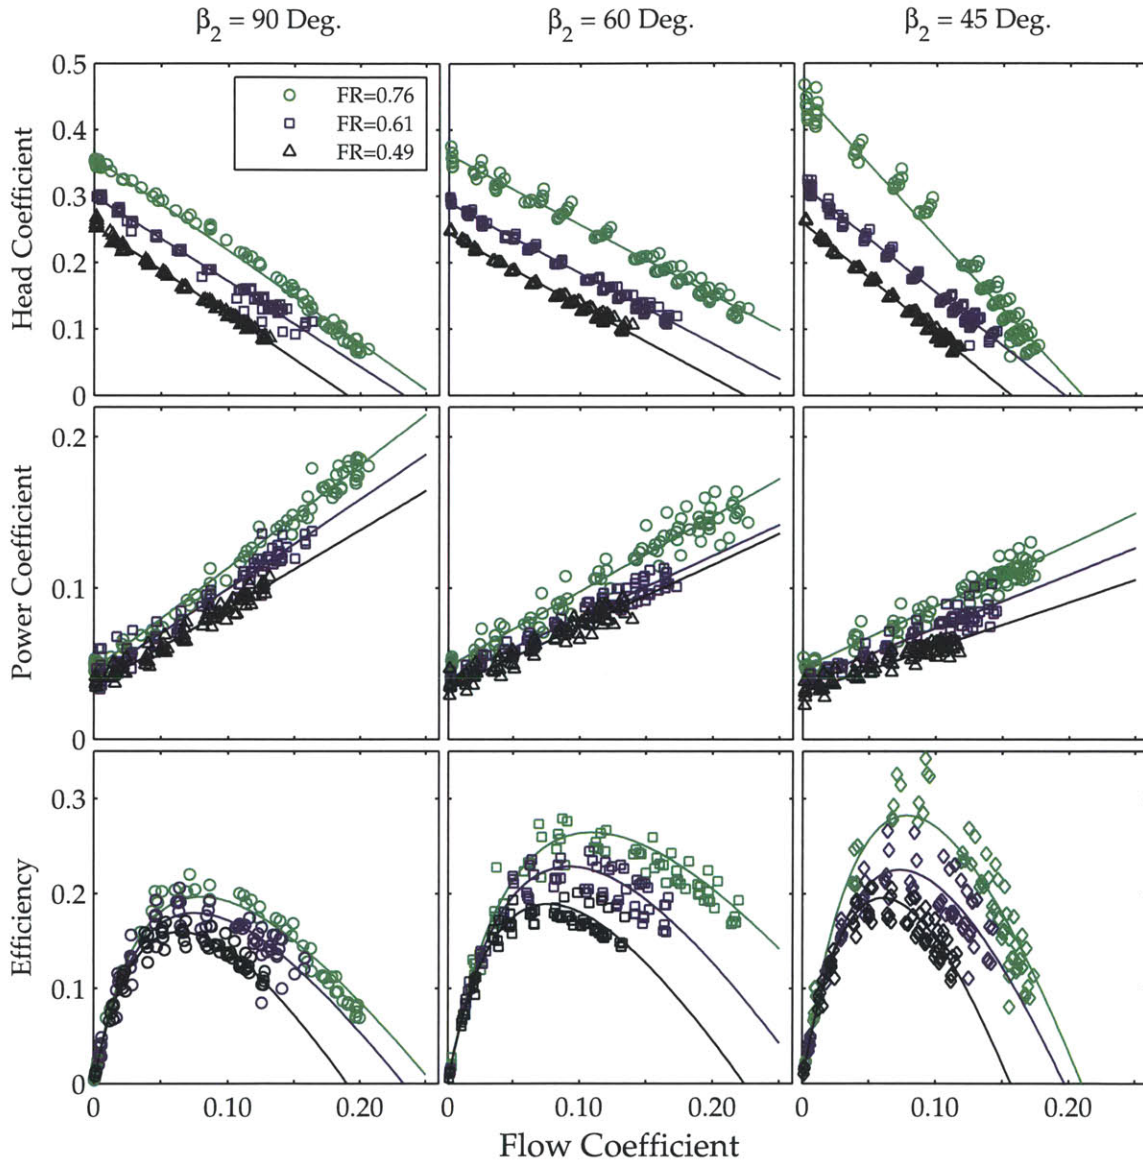 β₂ = 90 Deg. β₂ = 60 Deg. β₂ = 45 Deg.
FR=0.76
FR=0.61
FR=0.49
Head Coefficient
0.5
0.4
0.3
0.2
0.1
0
Power Coefficient
0.2
0.1
0
Efficiency
0.3
0.2
0.1
0
0 0.10 0.20 0 0.10 0.20 0 0.10 0.20
Flow Coefficient